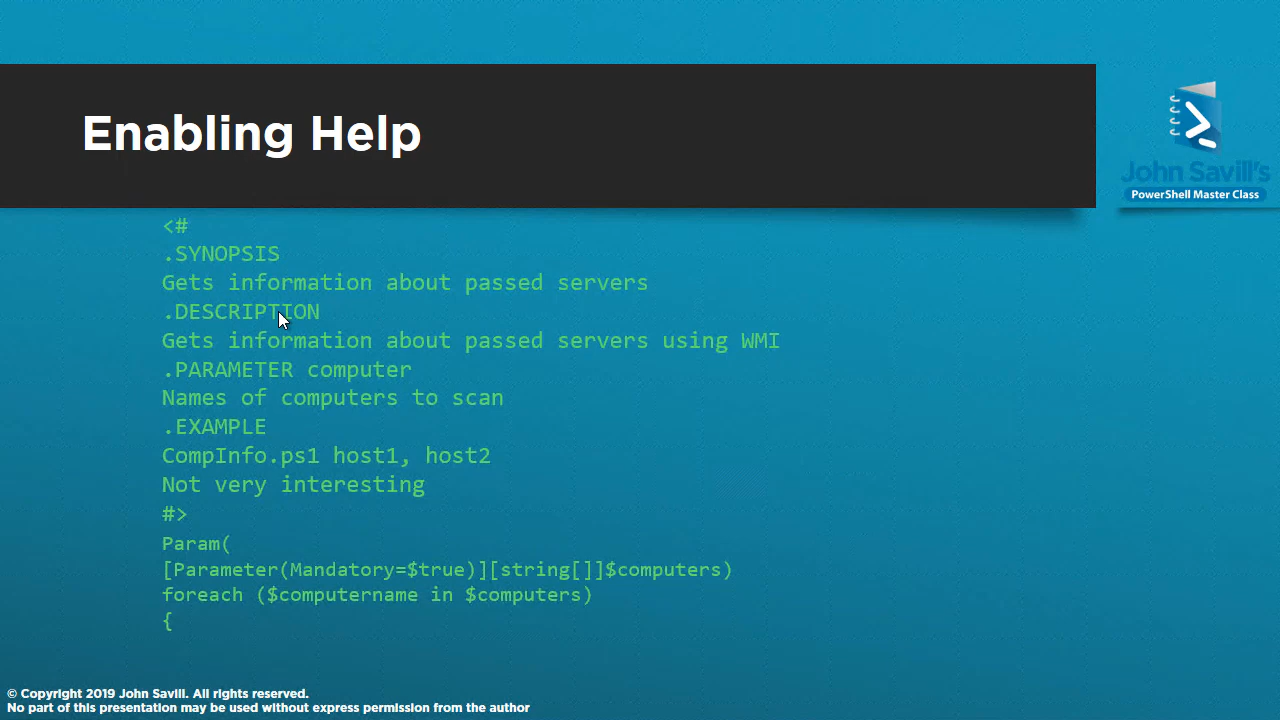 Enabling Help
John Savill's
PowerShell Master Class
<#
.SYNOPSIS
Gets information about passed servers
.DESCRIPTION
Gets information about passed servers using WMI
.PARAMETER computer
Names of computers to scan
.EXAMPLE
CompInfo.ps1 host1, host2
Not very interesting
#>
Param(
[Parameter(Mandatory=$true)][string[]]$computers)
foreach ($computername in $computers)
{
© Copyright 2019 John Savill. All rights reserved.
No part of this presentation may be used without express permission from the author